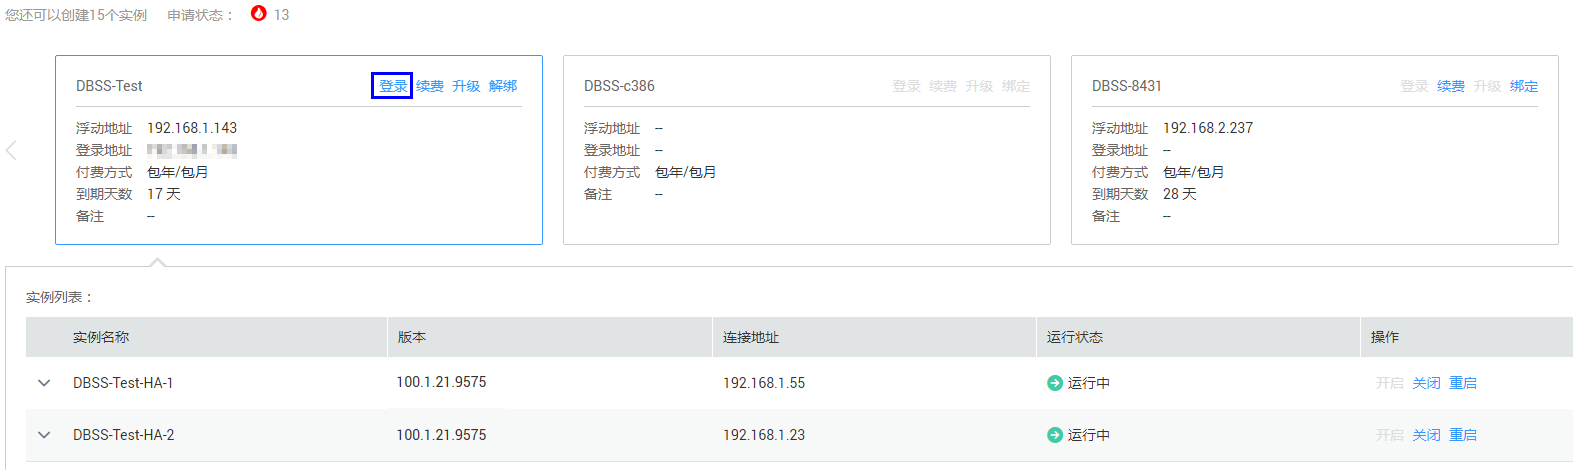 您还可以创建15个实例 申请状态： 13
DBSS-Test 登录 续费 升级 解绑
浮动地址 192.168.1.143
登录地址
付费方式 包年/包月
到期天数 17 天
备注 --
DBSS-c386 登录 续费 升级 绑定
浮动地址 --
登录地址 --
付费方式 包年/包月
备注 --
DBSS-8431 登录 续费 升级 绑定
浮动地址 192.168.2.237
登录地址 --
付费方式 包年/包月
到期天数 28 天
备注 --
实例列表：
实例名称 版本 连接地址 运行状态 操作
DBSS-Test-HA-1 100.1.21.9575 192.168.1.55 运行中 开启 关闭 重启
DBSS-Test-HA-2 100.1.21.9575 192.168.1.23 运行中 开启 关闭 重启